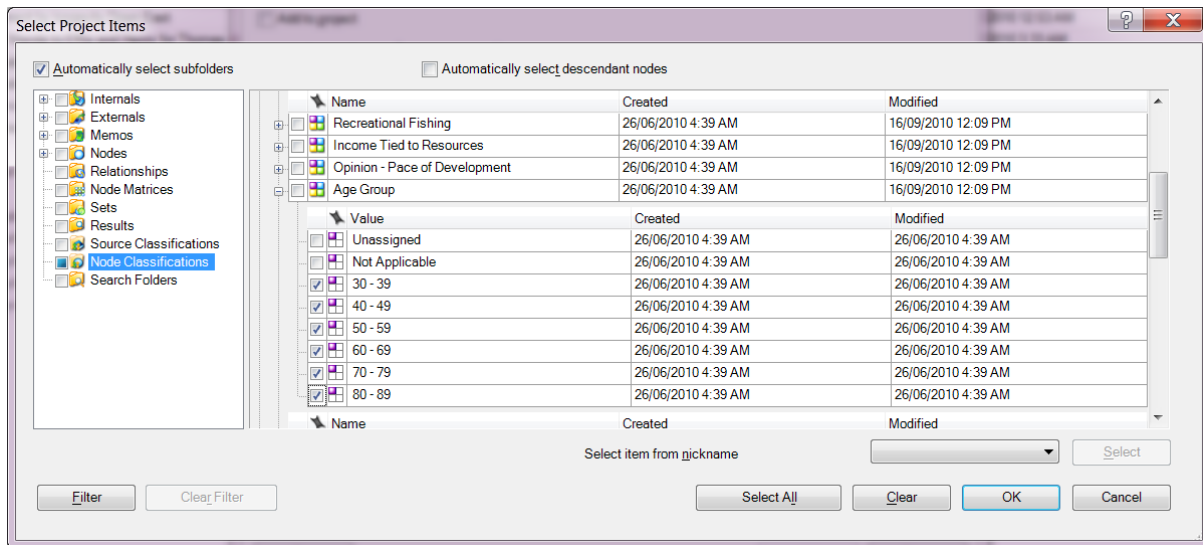 Select Project Items
Automatically select subfolders
Automatically select descendant nodes
Internals
Externals
Memos
Nodes
Relationships
Node Matrices
Sets
Results
Source Classifications
Node Classifications
Search Folders
Name Created Modified
Recreational Fishing 26/06/2010 4:39 AM 16/09/2010 12:09 PM
Income Tied to Resources 26/06/2010 4:39 AM 16/09/2010 12:09 PM
Opinion - Pace of Development 26/06/2010 4:39 AM 16/09/2010 12:09 PM
Age Group 26/06/2010 4:39 AM 16/09/2010 12:09 PM
Value Created Modified
Unassigned 26/06/2010 4:39 AM 26/06/2010 4:39 AM
Not Applicable 26/06/2010 4:39 AM 26/06/2010 4:39 AM
30 - 39 26/06/2010 4:39 AM 26/06/2010 4:39 AM
40 - 49 26/06/2010 4:39 AM 26/06/2010 4:39 AM
50 - 59 26/06/2010 4:39 AM 26/06/2010 4:39 AM
60 - 69 26/06/2010 4:39 AM 26/06/2010 4:39 AM
70 - 79 26/06/2010 4:39 AM 26/06/2010 4:39 AM
80 - 89 26/06/2010 4:39 AM 26/06/2010 4:39 AM
Name Created Modified
Select item from nickname
Select
Filter Clear Filter Select All Clear OK Cancel